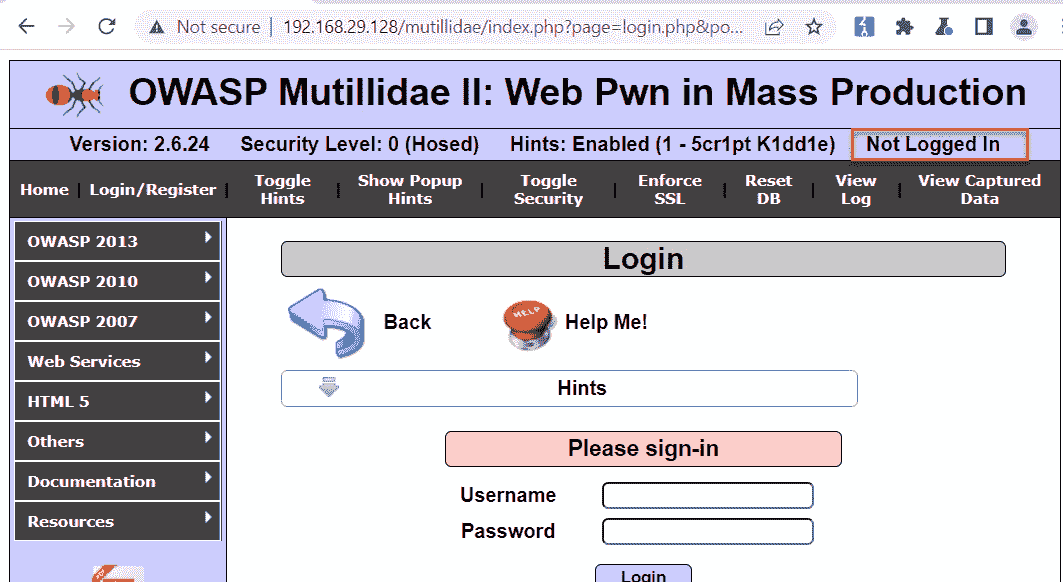 Not secure | 192.168.29.128/mutillidae/index.php?page=login.php&po...
OWASP Mutillidae II: Web Pwn in Mass Production
Version: 2.6.24 Security Level: 0 (Hosed) Hints: Enabled (1 - 5cr1pt K1dd1e) Not Logged In
Home Login/Register Toggle Hints Show Popup Hints Toggle Security Enforce SSL Reset DB View Log View Captured Data
OWASP 2013
OWASP 2010
OWASP 2007
Web Services
HTML 5
Others
Documentation
Resources
Login
Back HELP Help Me!
Hints
Please sign-in
Username
Password
Login